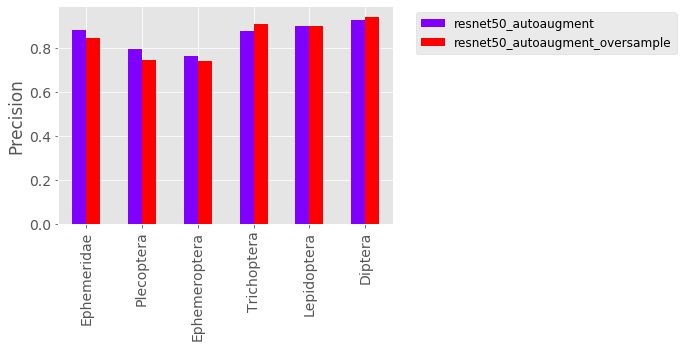 resnet50_autoaugment
resnet50_autoaugment_oversample
Precision
0.8
0.6
0.4
0.2
0.0
Ephemeridae
Plecoptera
Ephemeroptera
Trichoptera
Lepidoptera
Diptera